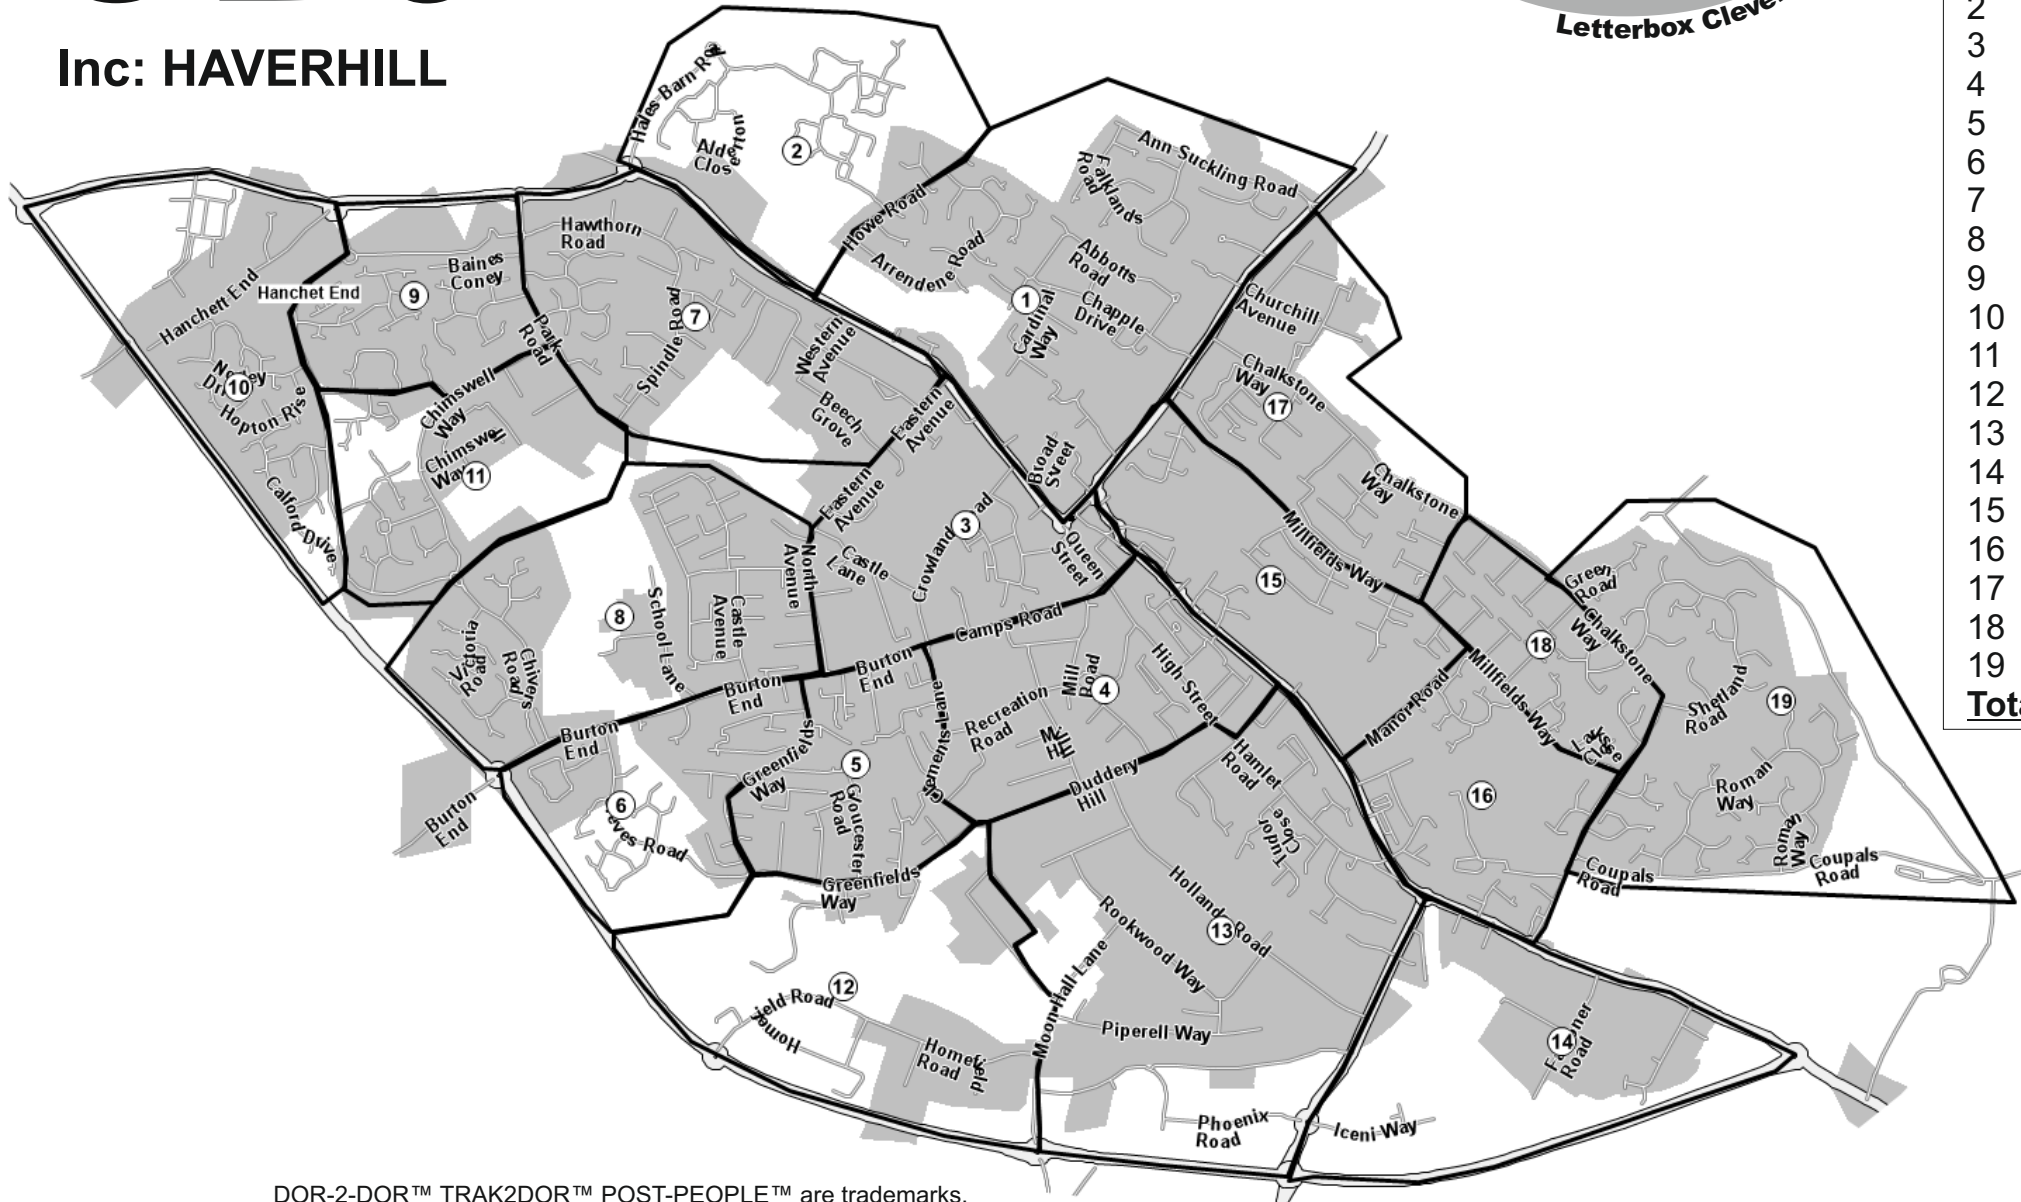 Inc: HAVERHILL
Letterbox Clever
2
3
4
5
6
7
8
9
10
11
12
13
14
15
16
17
18
19
Tota
Hales Barn Road
2
Ann Suckling Road
Falklands
Road
Howe Road
Arrendene Road
Abbotts
Road
1
Cardinal
Way
Chapple
Drive
Hawthorn
Road
Baines
Coney
Hanchet End
9
Hanchett End
7
Spindle Road
Park
Road
Western
Avenue
Churchill
Avenue
Chalkstone
Way
17
10
Hopton Rise
Chimswell
Way
Chimswell
Way
11
Beech
Grove
Eastern
Avenue
Eastern
Avenue
Broad
Street
Chalkstone
Way
Calford Drive
3
Crowland Road
Castle
Lane
North
Avenue
Queen
Street
Millfields Way
15
Green
Road
Chalkstone
Way
18
8
School Lane
Castle
Avenue
Victoria
Road
Chivers
Road
Camps Road
Burton
End
Burton
End
Burton
End
Burton
End
Mill
Road
4
High Street
Recreation
Road
Mill
Hill
Clements Lane
Manor Road
Millfields Way
Shetland
Road
19
5
Greenfields
Way
Gloucester
Road
Duddery
Hill
Hamlet
Road
Tudor
Close
16
Roman
Way
Roman
Way
Coupals
Road
Coupals
Road
6
Greenfields
Way
Holland Road
13
Rookwood Way
12
Homefield Road
Homefield
Road
Moon Hall Lane
Piperell Way
14
Road
Phoenix
Road
Iceni Way
DOR-2-DOR™ TRAK2DOR™ POST-PEOPLE™ are trademarks.